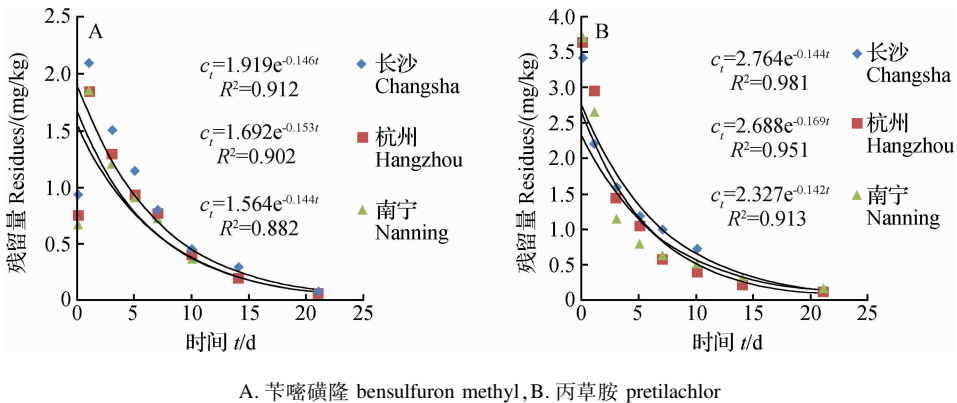 A
残留量 Residues/(mg/kg)
2.5
2.0
1.5
1.0
0.5
0
c_t=1.919e^{-0.146t}
R²=0.912
c_t=1.692e^{-0.153t}
R²=0.902
c_t=1.564e^{-0.144t}
R²=0.882
长沙
Changsha
杭州
Hangzhou
南宁
Nanning
0 5 10 15 20 25
时间 t/d
B
残留量 Residues/(mg/kg)
4.0
3.5
3.0
2.5
2.0
1.5
1.0
0.5
0
c_t=2.764e^{-0.144t}
R²=0.981
c_t=2.688e^{-0.169t}
R²=0.951
c_t=2.327e^{-0.142t}
R²=0.913
长沙
Changsha
杭州
Hangzhou
南宁
Nanning
0 5 10 15 20 25
时间 t/d
A. 苄嘧磺隆 bensulfuron methyl,B. 丙草胺 pretilachlor